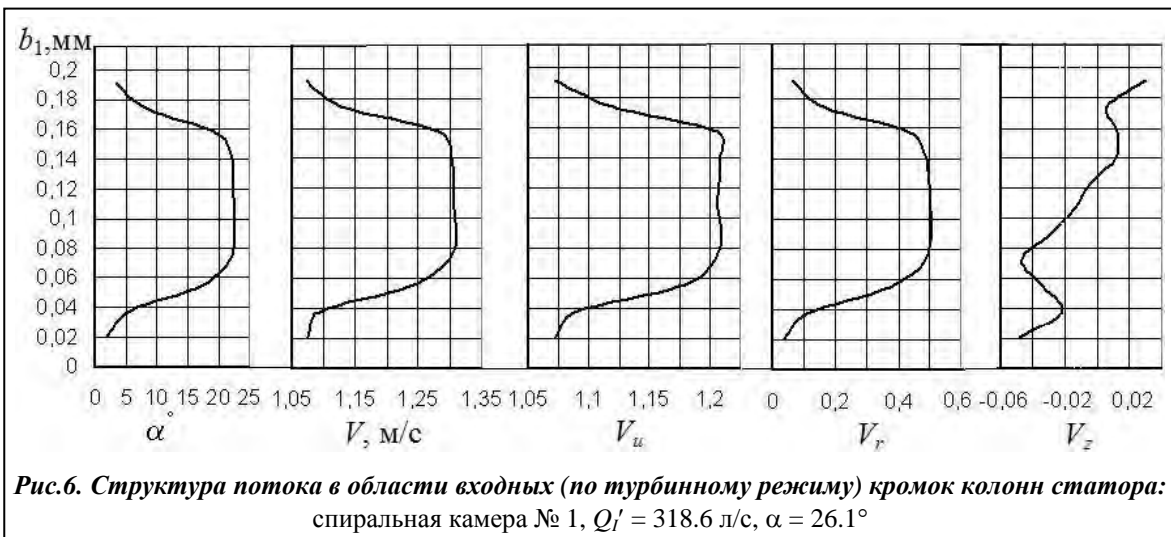 b₁,мм
0,2
0,18
0,16
0,14
0,12
0,1
0,08
0,06
0,04
0,02
0
0 5 10 15 20 25 1,05 1,15 1,25 1,35 1,05 1,1 1,15 1,2 0 0,2 0,4 0,6 -0,06 -0,02 0,02
α° V, м/с Vᵤ Vᵣ V_z
Рис.6. Структура потока в области входных (по турбинному режиму) кромок колонн статора:
спиральная камера № 1, Q_I′ = 318.6 л/с, α = 26.1°